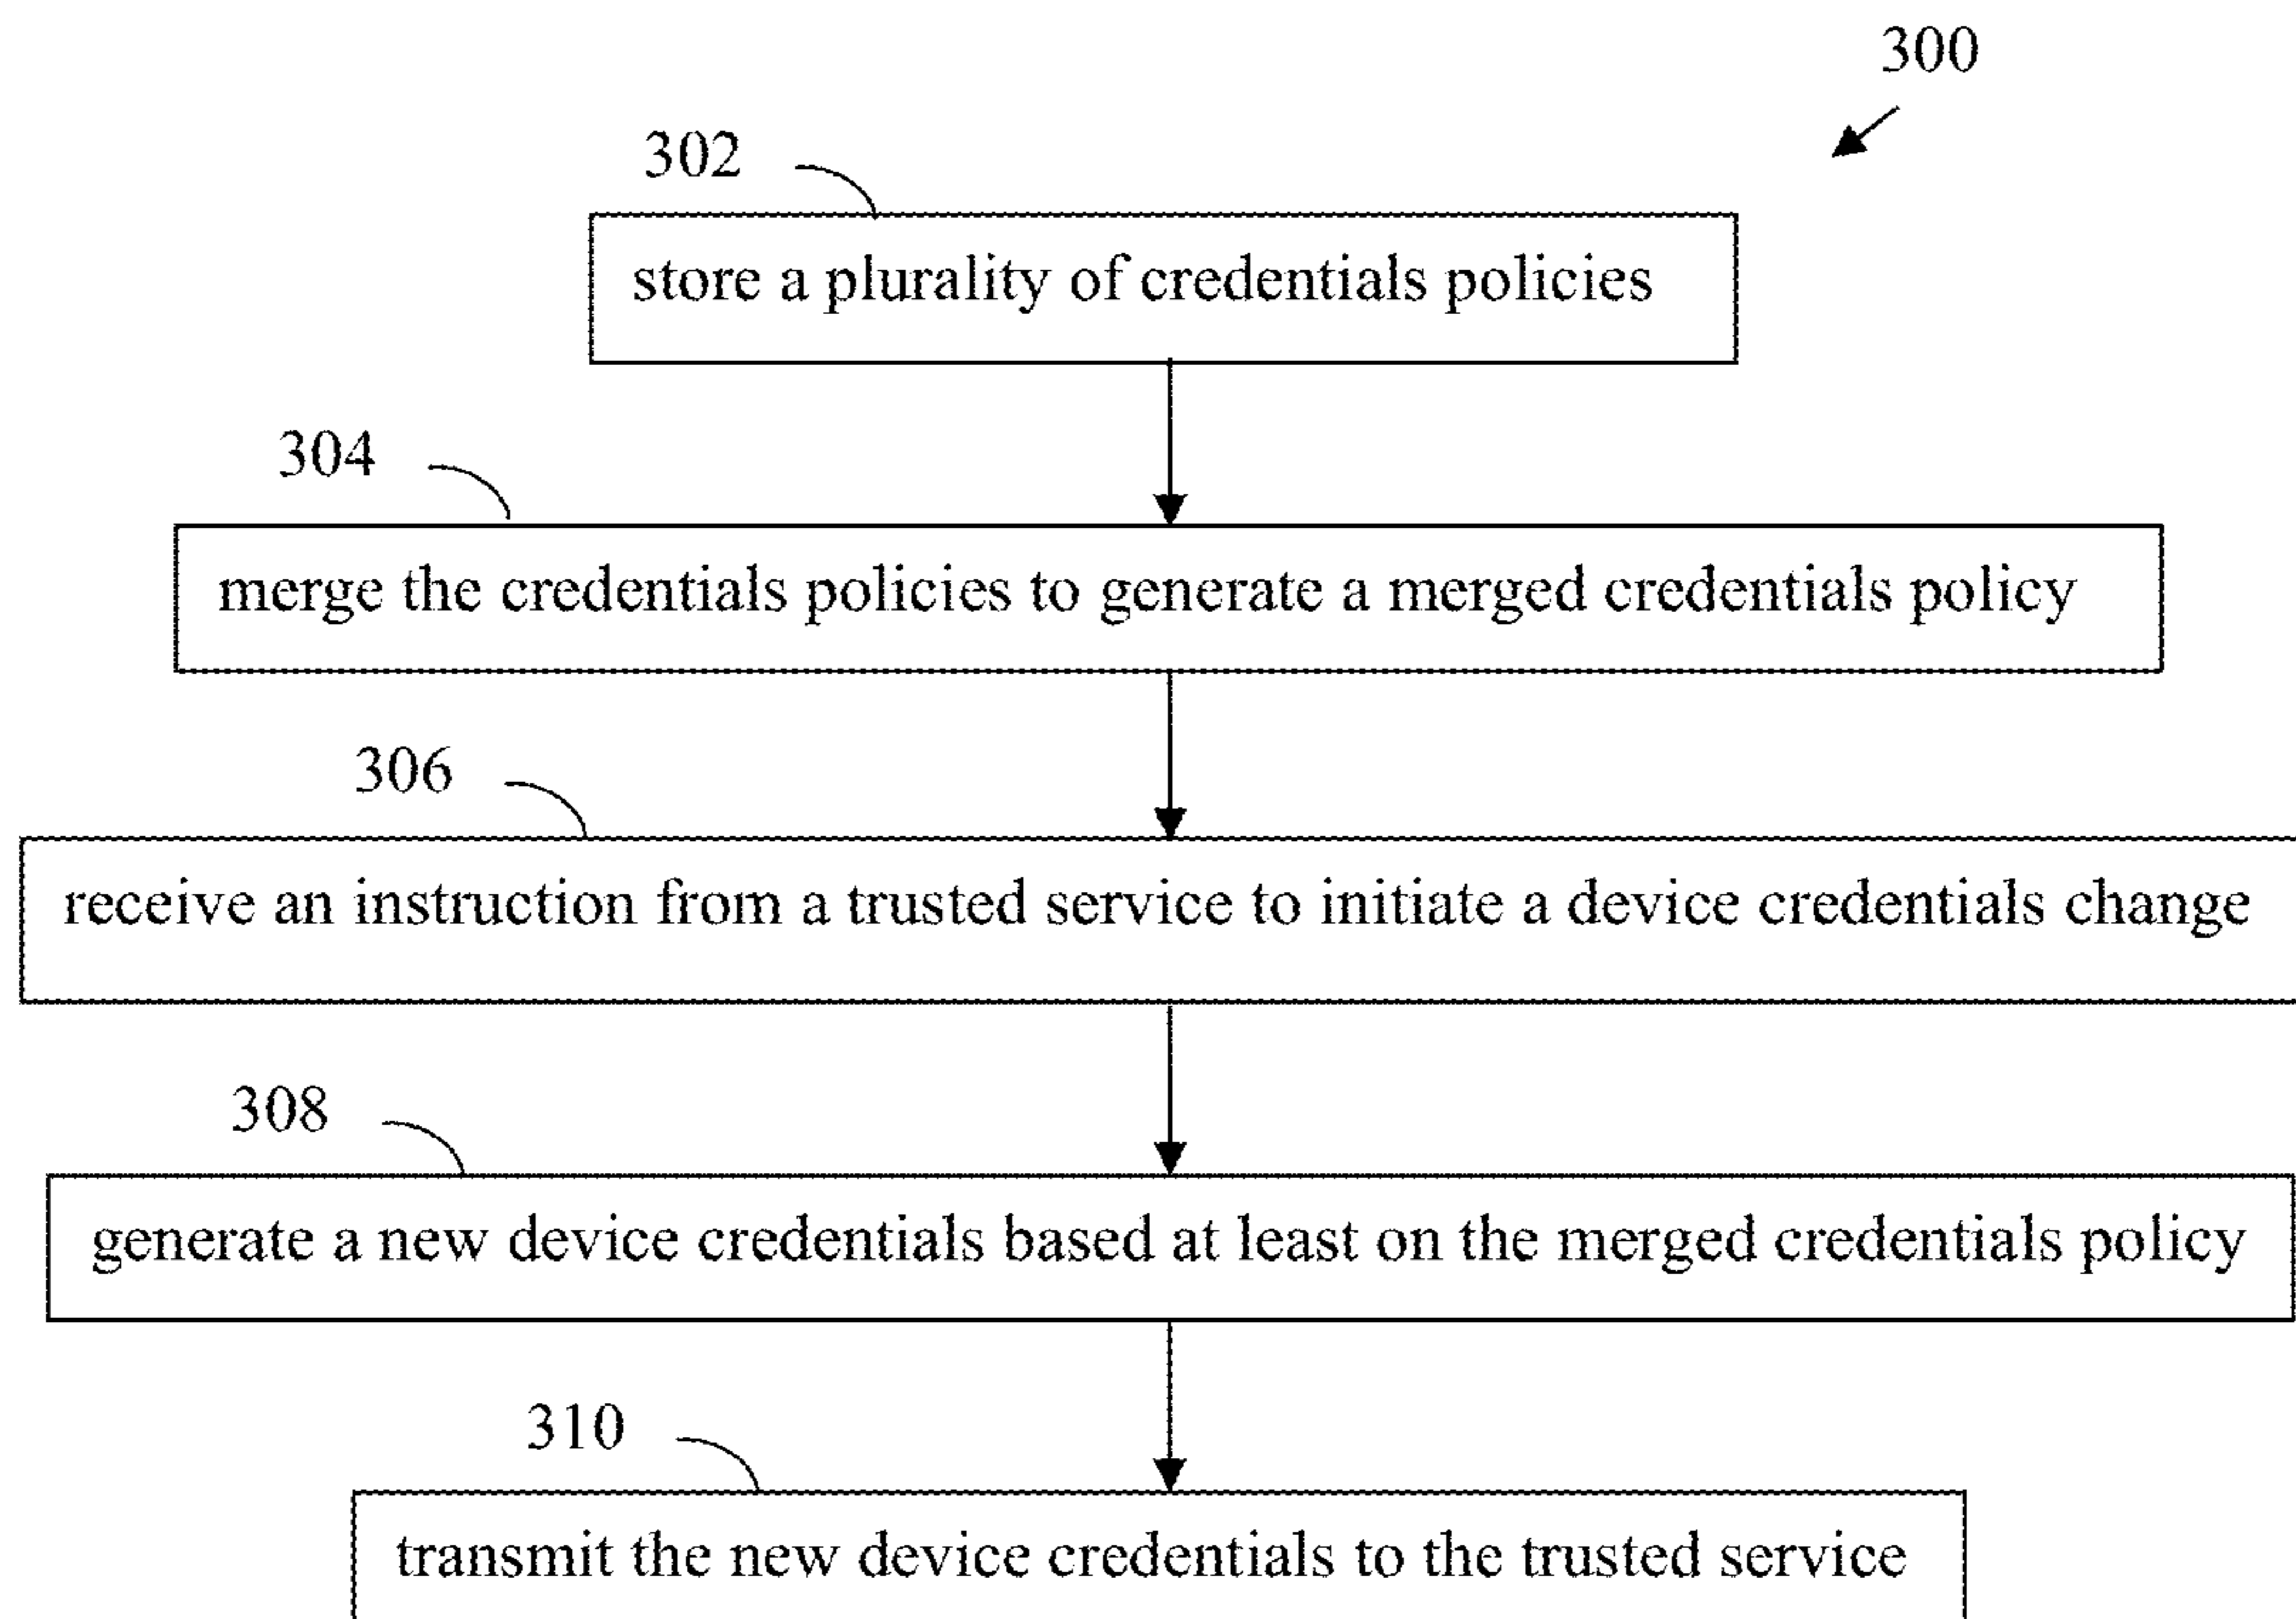 300
302
store a plurality of credentials policies
304
merge the credentials policies to generate a merged credentials policy
306
receive an instruction from a trusted service to initiate a device credentials change
308
generate a new device credentials based at least on the merged credentials policy
310
transmit the new device credentials to the trusted service